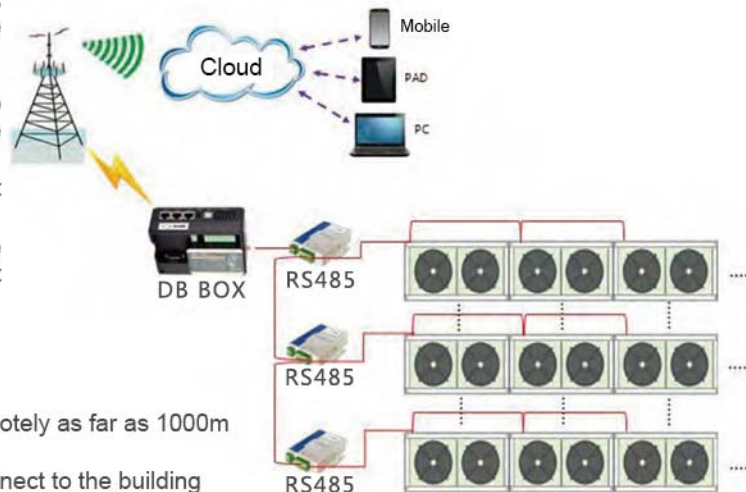 Mobile
Cloud
PAD
PC
DB BOX
RS485
RS485
otely as far as 1000m
RS485
nect to the building